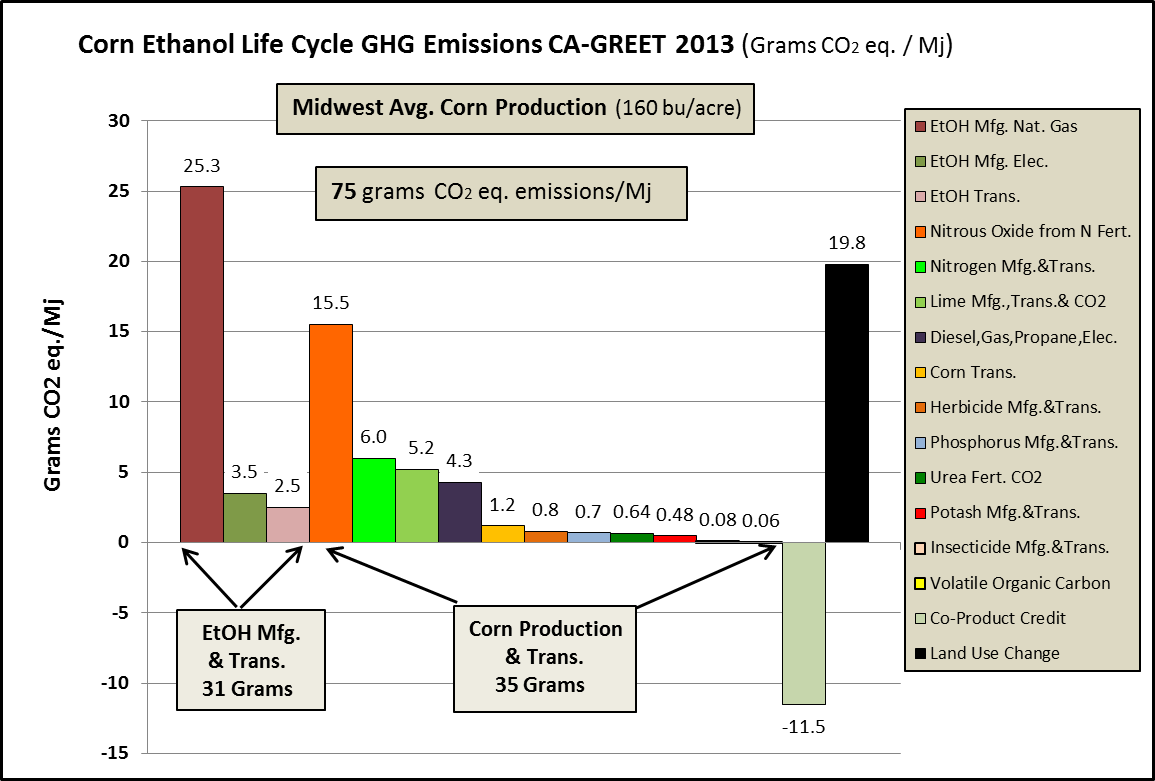 Corn Ethanol Life Cycle GHG Emissions CA-GREET 2013 (Grams CO2 eq. / Mj)
Midwest Avg. Corn Production (160 bu/acre)
75 grams CO2 eq. emissions/Mj
Grams CO2 eq./Mj
30
25
20
15
10
5
0
-5
-10
-15
25.3
3.5
2.5
15.5
6.0
5.2
4.3
1.2
0.8
0.7
0.64
0.48
0.08
0.06
-11.5
19.8
EtOH Mfg.
& Trans.
31 Grams
Corn Production
& Trans.
35 Grams
EtOH Mfg. Nat. Gas
EtOH Mfg. Elec.
EtOH Trans.
Nitrous Oxide from N Fert.
Nitrogen Mfg.&Trans.
Lime Mfg.,Trans.& CO2
Diesel,Gas,Propane,Elec.
Corn Trans.
Herbicide Mfg.&Trans.
Phosphorus Mfg.&Trans.
Urea Fert. CO2
Potash Mfg.&Trans.
Insecticide Mfg.&Trans.
Volatile Organic Carbon
Co-Product Credit
Land Use Change